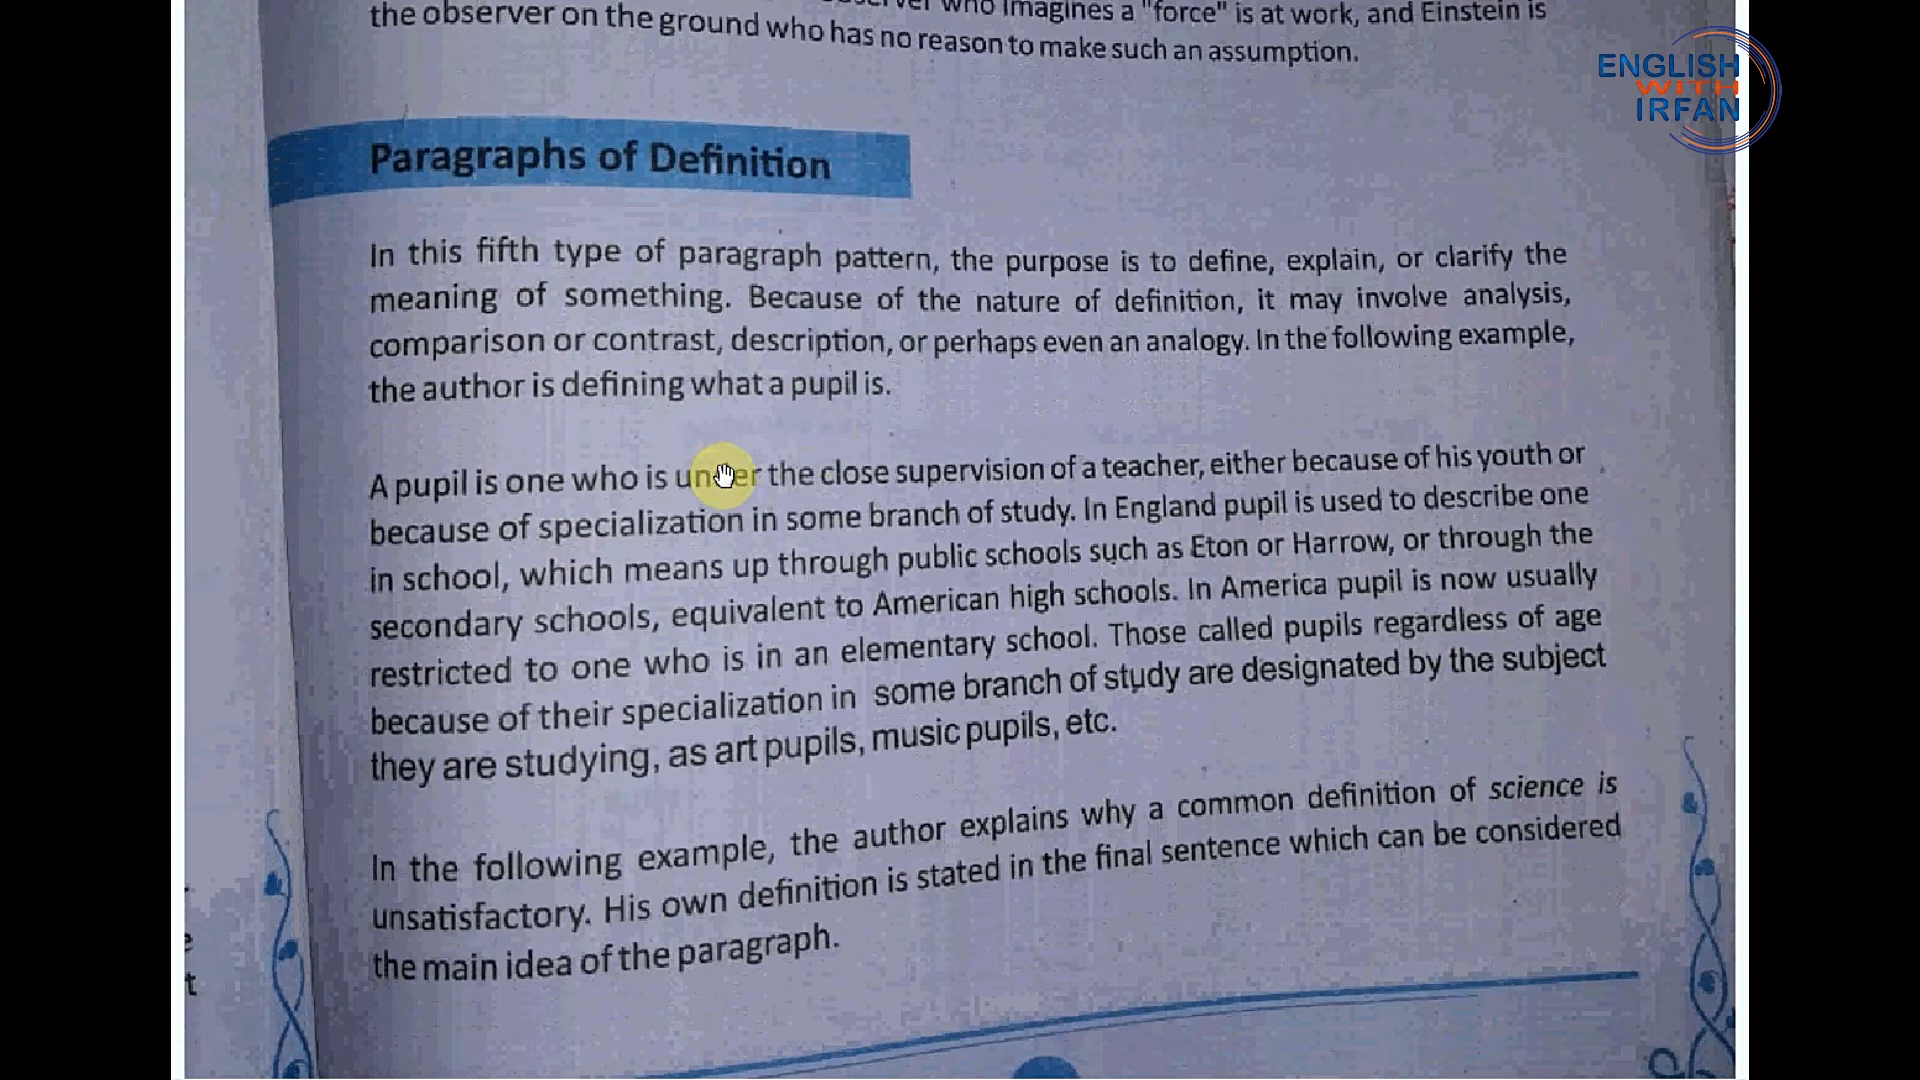 who imagines a "force" is at work, and Einstein is
the observer on the ground who has no reason to make such an assumption.
ENGLISH
WITH
IRFAN
Paragraphs of Definition
In this fifth type of paragraph pattern, the purpose is to define, explain, or clarify the
meaning of something. Because of the nature of definition, it may involve analysis,
comparison or contrast, description, or perhaps even an analogy. In the following example,
the author is defining what a pupil is.
A pupil is one who is under the close supervision of a teacher, either because of his youth or
because of specialization in some branch of study. In England pupil is used to describe one
in school, which means up through public schools such as Eton or Harrow, or through the
secondary schools, equivalent to American high schools. In America pupil is now usually
restricted to one who is in an elementary school. Those called pupils regardless of age
because of their specialization in some branch of study are designated by the subject
they are studying, as art pupils, music pupils, etc.
In the following example, the author explains why a common definition of science is
unsatisfactory. His own definition is stated in the final sentence which can be considered
the main idea of the paragraph.